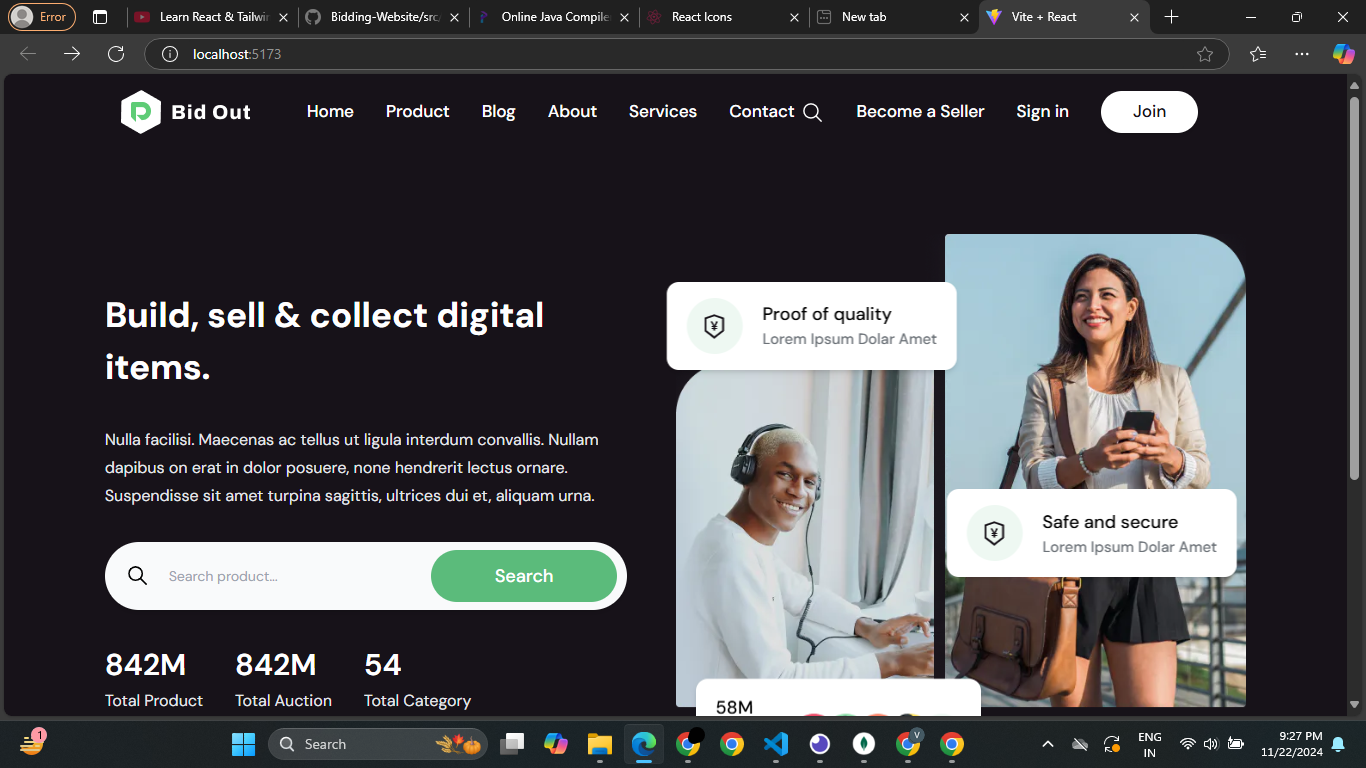 Error
Learn React & Tailwin
Bidding-Website/src/
Online Java Compile
React Icons
New tab
Vite + React
localhost:5173
Bid Out
Home
Product
Blog
About
Services
Contact
Become a Seller
Sign in
Join
Build, sell & collect digital
items.
Nulla facilisi. Maecenas ac tellus ut ligula interdum convallis. Nullam
dapibus on erat in dolor posuere, none hendrerit lectus ornare.
Suspendisse sit amet turpina sagittis, ultrices dui et, aliquam urna.
Search product...
Search
842M
Total Product
842M
Total Auction
54
Total Category
Proof of quality
Lorem Ipsum Dolar Amet
Safe and secure
Lorem Ipsum Dolar Amet
58M
1
Search
V
ENG
IN
9:27 PM
11/22/2024